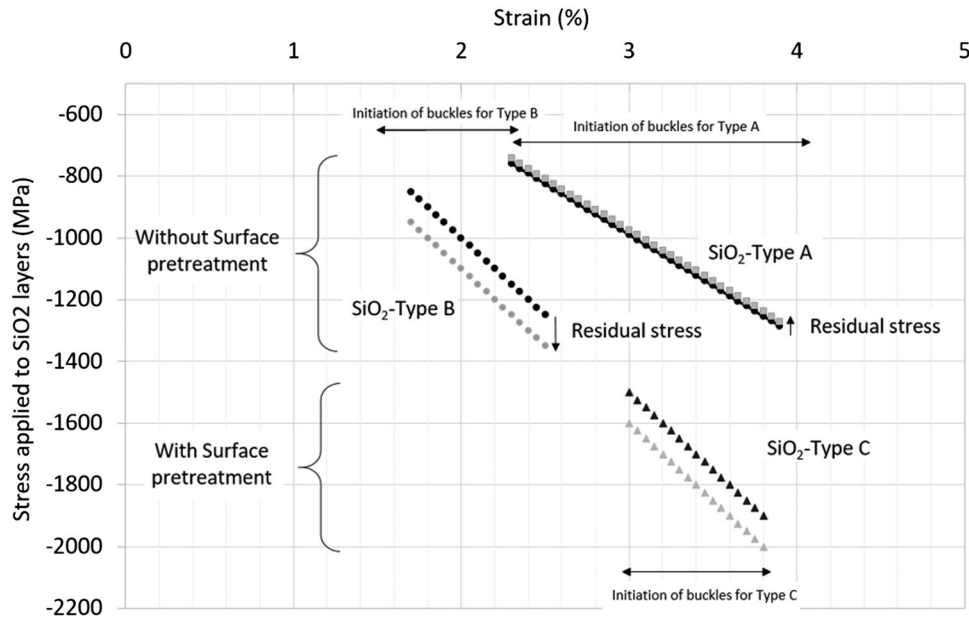 Strain (%)
0 1 2 3 4 5
Stress applied to SiO2 layers (MPa)
-600
-800
-1000
-1200
-1400
-1600
-1800
-2000
-2200
Initiation of buckles for Type B
Initiation of buckles for Type A
Without Surface
pretreatment
SiO₂-Type A
SiO₂-Type B
Residual stress
Residual stress
With Surface
pretreatment
SiO₂-Type C
Initiation of buckles for Type C